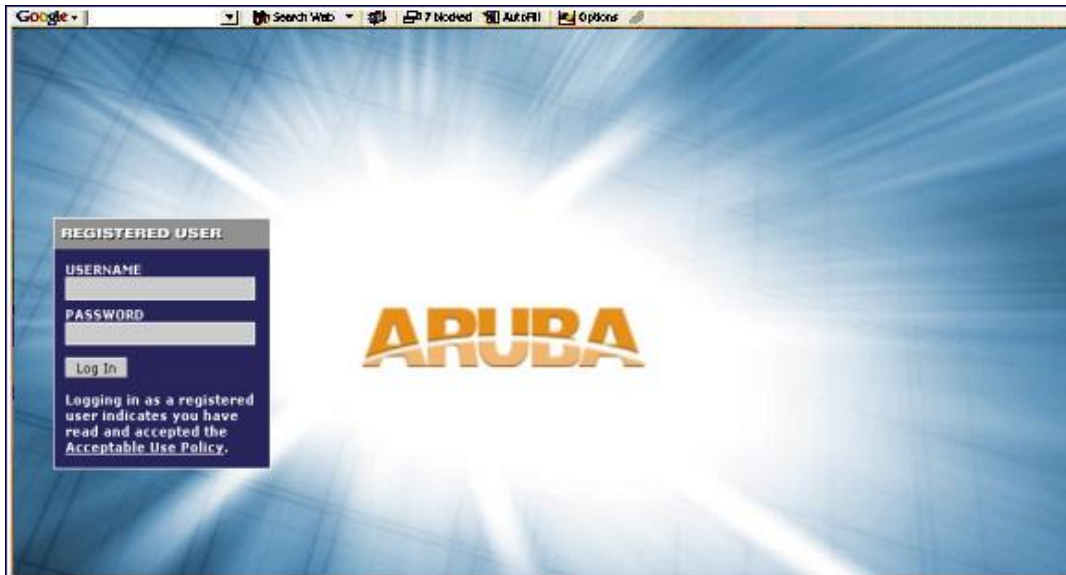 Google
Search Web 7 blocked AutoFill Options
REGISTERED USER
USERNAME
PASSWORD
Log In
Logging in as a registered
user indicates you have
read and accepted the
Acceptable Use Policy.
ARUBA